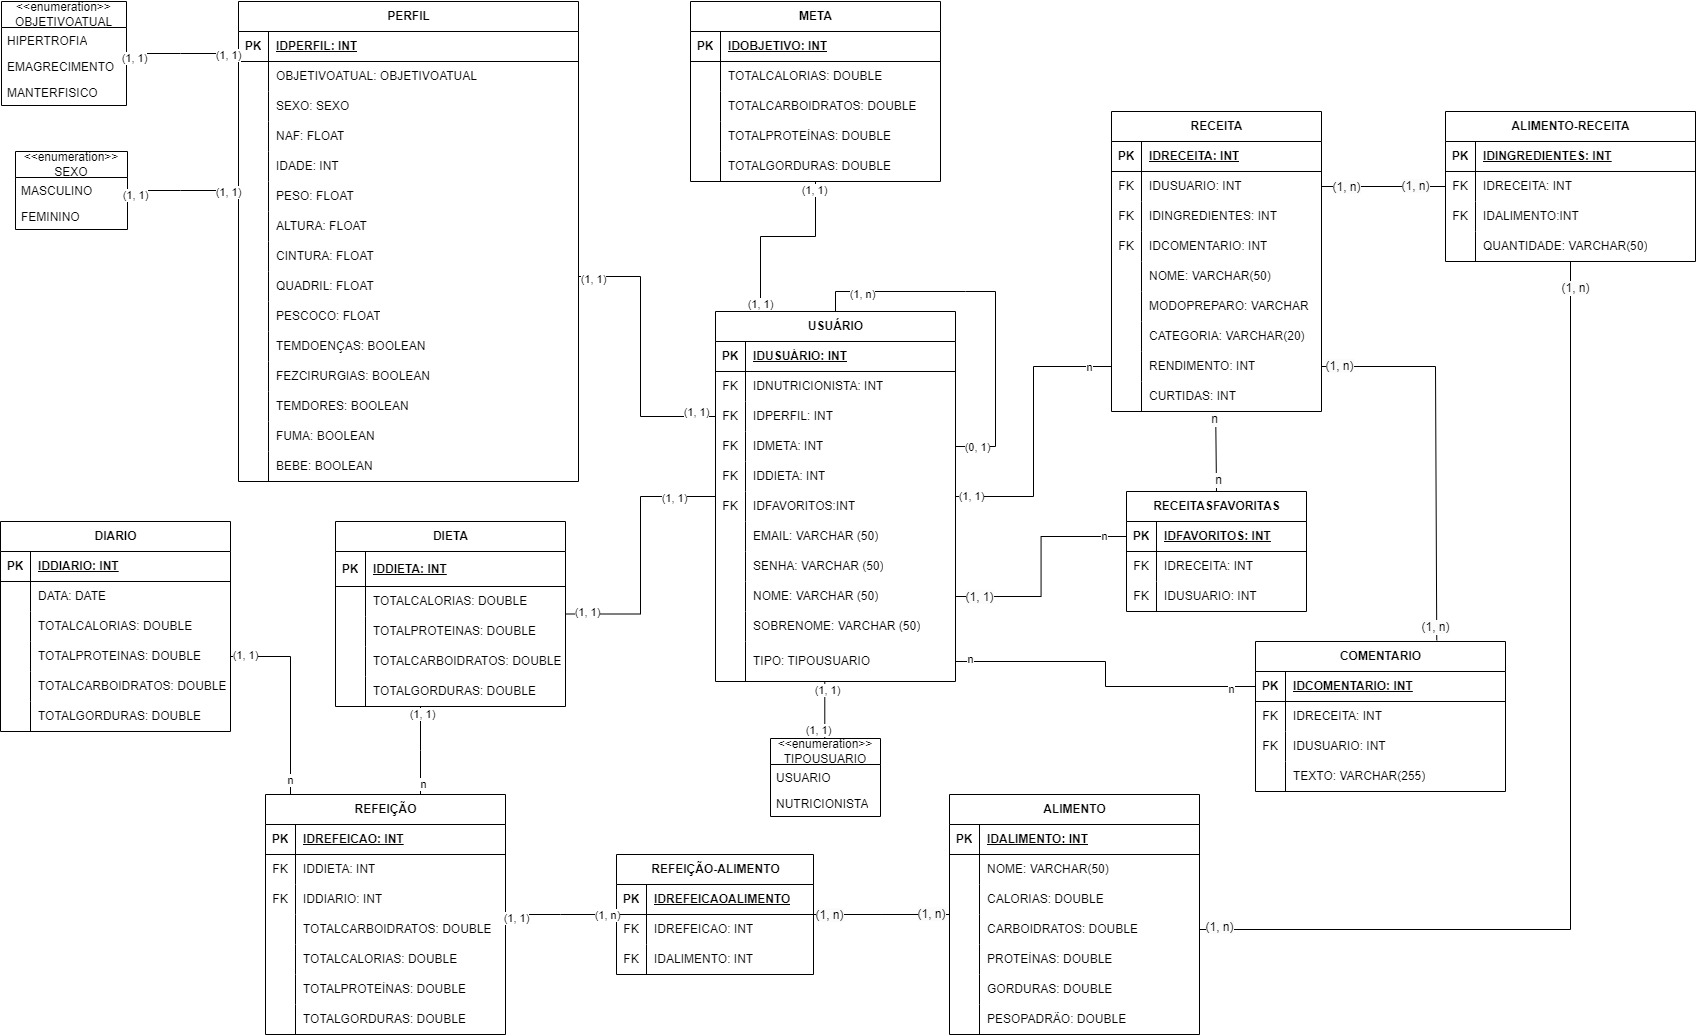 <<enumeration>>
OBJETIVOATUAL
HIPERTROFIA
EMAGRECIMENTO
MANTERFISICO
(1, 1)
(1, 1)
<<enumeration>>
SEXO
MASCULINO
FEMININO
(1, 1)
(1, 1)
PERFIL
PK IDPERFIL: INT
OBJETIVOATUAL: OBJETIVOATUAL
SEXO: SEXO
NAF: FLOAT
IDADE: INT
PESO: FLOAT
ALTURA: FLOAT
CINTURA: FLOAT
QUADRIL: FLOAT
PESCOCO: FLOAT
TEMDOENÇAS: BOOLEAN
FEZCIRURGIAS: BOOLEAN
TEMDORES: BOOLEAN
FUMA: BOOLEAN
BEBE: BOOLEAN
(1, 1)
(1, 1)
META
PK IDOBJETIVO: INT
TOTALCALORIAS: DOUBLE
TOTALCARBOIDRATOS: DOUBLE
TOTALPROTEÍNAS: DOUBLE
TOTALGORDURAS: DOUBLE
(1, 1)
(1, 1)
(1, n)
(0, 1)
USUÁRIO
PK IDUSUÁRIO: INT
FK IDNUTRICIONISTA: INT
FK IDPERFIL: INT
FK IDMETA: INT
FK IDDIETA: INT
FK IDFAVORITOS:INT
EMAIL: VARCHAR (50)
SENHA: VARCHAR (50)
NOME: VARCHAR (50)
SOBRENOME: VARCHAR (50)
TIPO: TIPOUSUARIO
(1, 1)
(1, 1)
<<enumeration>>
TIPOUSUARIO
USUARIO
NUTRICIONISTA
RECEITA
PK IDRECEITA: INT
FK IDUSUARIO: INT
FK IDINGREDIENTES: INT
FK IDCOMENTARIO: INT
NOME: VARCHAR(50)
MODOPREPARO: VARCHAR
CATEGORIA: VARCHAR(20)
RENDIMENTO: INT
CURTIDAS: INT
(1, n)
(1, n)
ALIMENTO-RECEITA
PK IDINGREDIENTES: INT
FK IDRECEITA: INT
FK IDALIMENTO:INT
QUANTIDADE: VARCHAR(50)
(1, n)
(1, n)
(1, n)
n
(1, 1)
n
n
RECEITASFAVORITAS
PK IDFAVORITOS: INT
FK IDRECEITA: INT
FK IDUSUARIO: INT
n
(1, 1)
COMENTARIO
PK IDCOMENTARIO: INT
FK IDRECEITA: INT
FK IDUSUARIO: INT
TEXTO: VARCHAR(255)
n
n
DIARIO
PK IDDIARIO: INT
DATA: DATE
TOTALCALORIAS: DOUBLE
TOTALPROTEINAS: DOUBLE
TOTALCARBOIDRATOS: DOUBLE
TOTALGORDURAS: DOUBLE
(1, 1)
n
DIETA
PK IDDIETA: INT
TOTALCALORIAS: DOUBLE
TOTALPROTEINAS: DOUBLE
TOTALCARBOIDRATOS: DOUBLE
TOTALGORDURAS: DOUBLE
(1, 1)
(1, 1)
(1, 1)
n
REFEIÇÃO
PK IDREFEICAO: INT
FK IDDIETA: INT
FK IDDIARIO: INT
TOTALCARBOIDRATOS: DOUBLE
TOTALCALORIAS: DOUBLE
TOTALPROTEÍNAS: DOUBLE
TOTALGORDURAS: DOUBLE
(1, 1)
(1, n)
REFEIÇÃO-ALIMENTO
PK IDREFEICAOALIMENTO
FK IDREFEICAO: INT
FK IDALIMENTO: INT
(1, n)
(1, n)
ALIMENTO
PK IDALIMENTO: INT
NOME: VARCHAR(50)
CALORIAS: DOUBLE
CARBOIDRATOS: DOUBLE
PROTEÍNAS: DOUBLE
GORDURAS: DOUBLE
PESOPADRÃO: DOUBLE
(1, n)